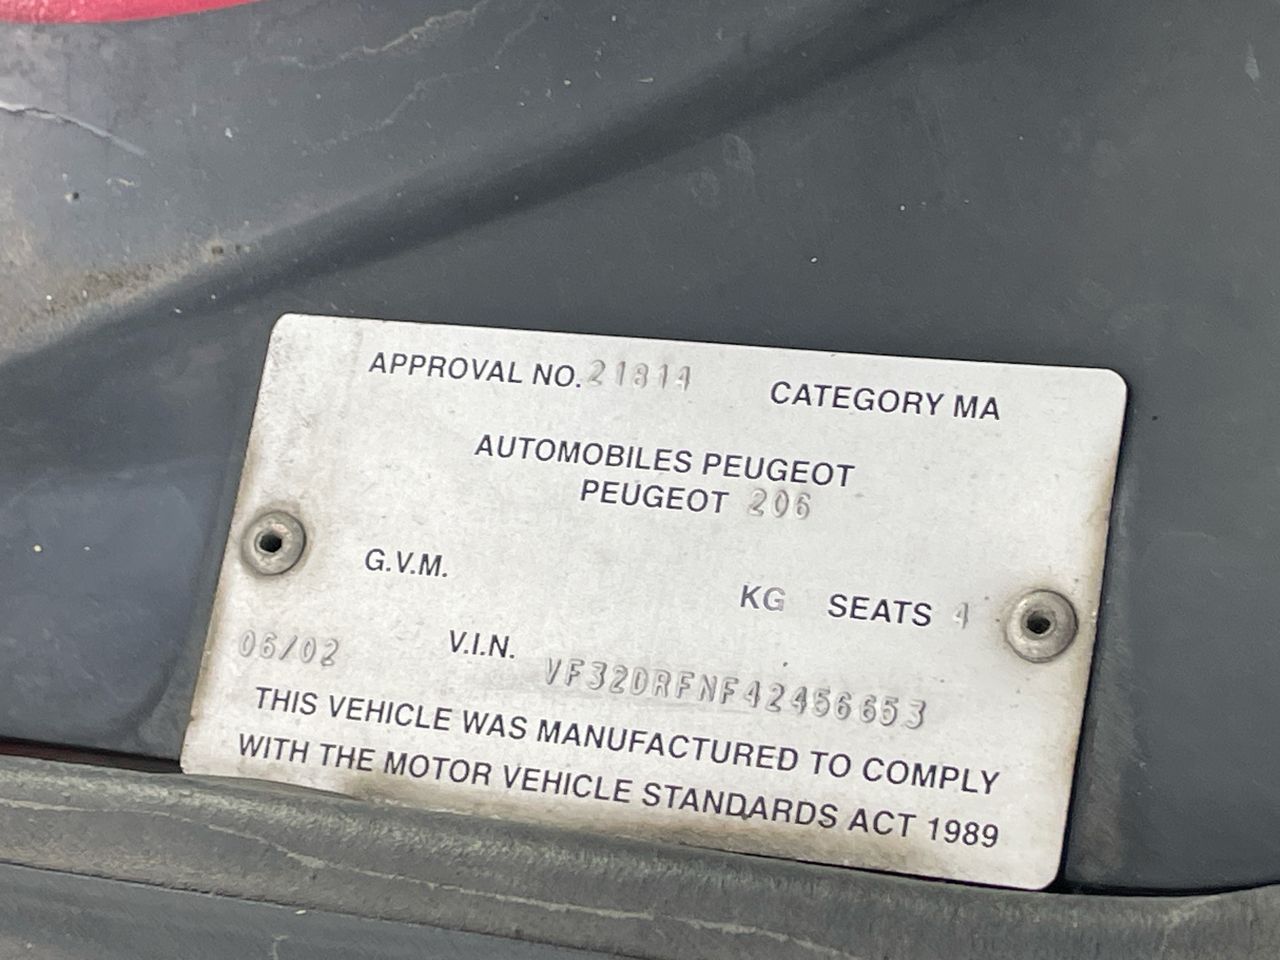 APPROVAL NO. 21814 CATEGORY MA
AUTOMOBILES PEUGEOT
PEUGEOT 206
G.V.M. KG SEATS 4
06/02 V.I.N. VF32DRFNF42456653
THIS VEHICLE WAS MANUFACTURED TO COMPLY
WITH THE MOTOR VEHICLE STANDARDS ACT 1989